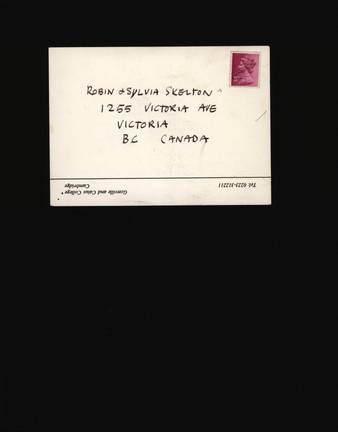 ROBIN & SYLVIA SKELTON
1255 VICTORIA AVE
VICTORIA
BC CANADA
Tel: 0223-312211
Gonville and Caius College
Cambridge